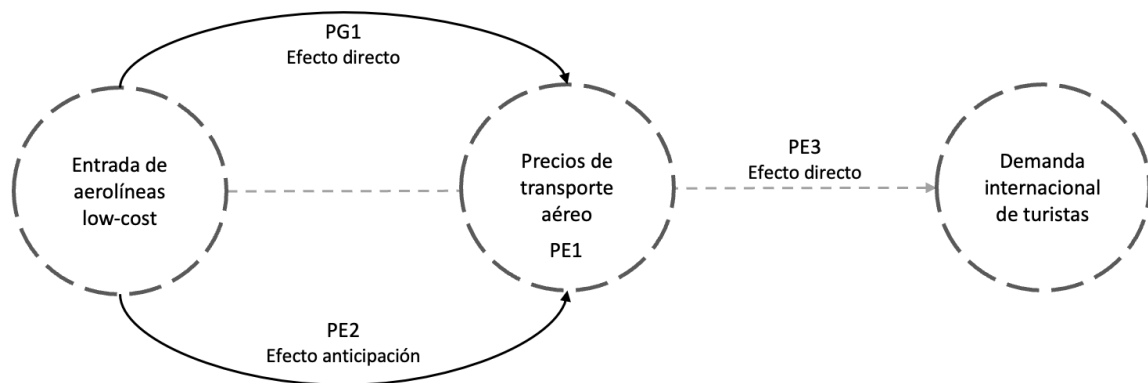 PG1
Efecto directo
Entrada de
aerolíneas
low-cost
Precios de
transporte
aéreo
PE1
PE3
Efecto directo
Demanda
internacional
de turistas
PE2
Efecto anticipación